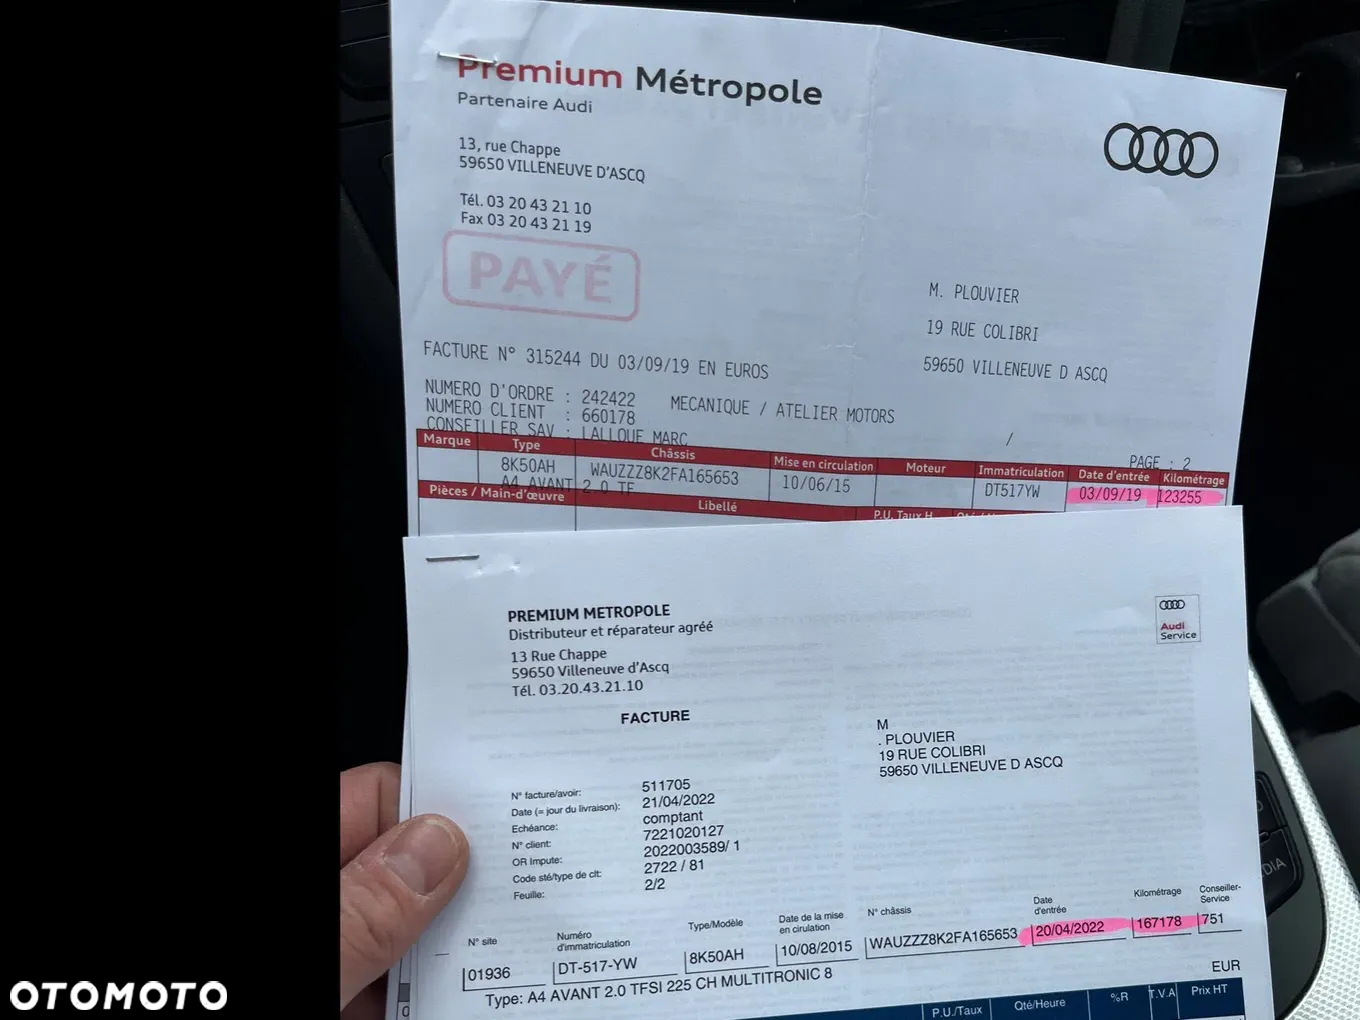 Premium Métropole
Partenaire Audi
13, rue Chappe
59650 VILLENEUVE D'ASCQ
Tél. 03 20 43 21 10
Fax 03 20 43 21 19
PAYÉ
M. PLOUVIER
19 RUE COLIBRI
59650 VILLENEUVE D ASCQ
FACTURE N° 315244 DU 03/09/19 EN EUROS
NUMERO D'ORDRE : 242422 MECANIQUE / ATELIER MOTORS
NUMERO CLIENT : 660178
CONSEILLER SAV : LALLOUE MARC /
PAGE : 2
Marque Type Châssis Mise en circulation Moteur Immatriculation Date d'entrée Kilométrage
8K50AH WAUZZZ8K2FA165653 10/06/15 DT517YW 03/09/19 123255
A4 AVANT 2.0 TF
Pièces / Main-d'œuvre Libellé P.U. Taux H
PREMIUM METROPOLE
Distributeur et réparateur agréé
13 Rue Chappe
59650 Villeneuve d'Ascq
Tél. 03.20.43.21.10
Audi
Service
FACTURE
M
. PLOUVIER
19 RUE COLIBRI
59650 VILLENEUVE D ASCQ
N° facture/avoir: 511705
Date (= jour du livraison): 21/04/2022
Echéance: comptant
N° client: 7221020127
OR Impute: 2022003589/ 1
Code sté/type de clt: 2722 / 81
Feuille: 2/2
N° site Numéro d'immatriculation Type/Modèle Date de la mise en cirulation N° châssis Date d'entrée Kilométrage Conseiller-Service
01936 DT-517-YW 8K50AH 10/08/2015 WAUZZZ8K2FA165653 20/04/2022 167178 751
Type: A4 AVANT 2.0 TFSI 225 CH MULTITRONIC 8
EUR
P.U./Taux Qté/Heure %R T.V.A Prix HT
OTOMOTO